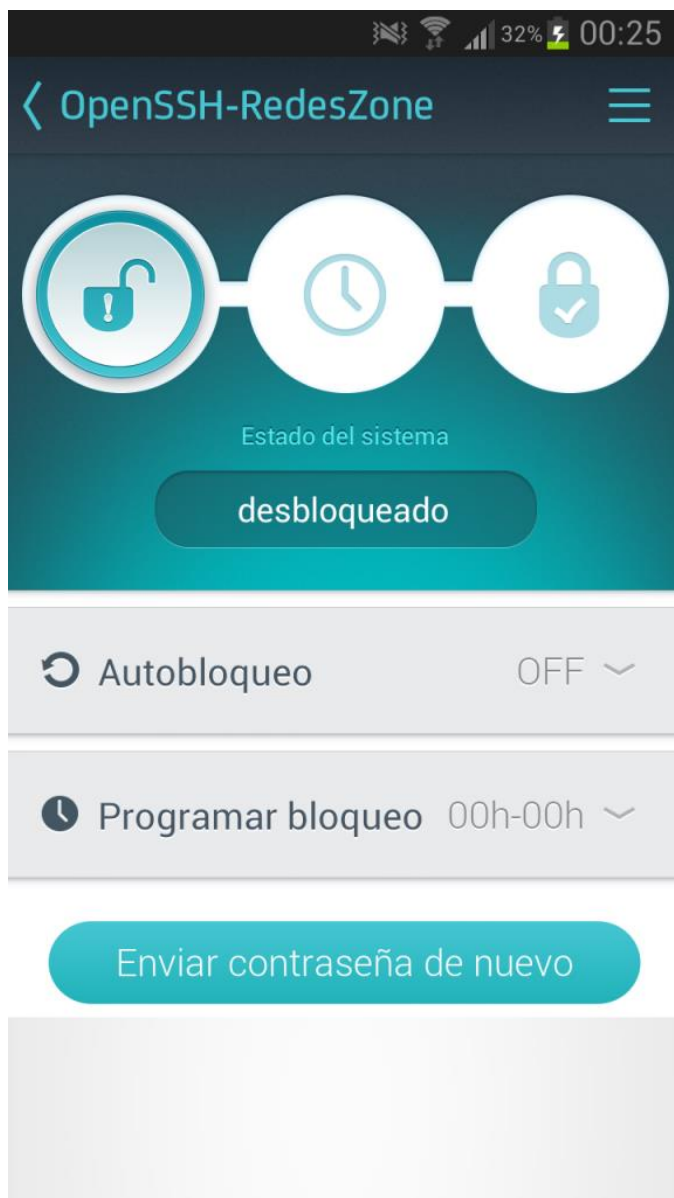 32% 00:25
OpenSSH-RedesZone
Estado del sistema
desbloqueado
Autobloqueo OFF
Programar bloqueo 00h-00h
Enviar contraseña de nuevo